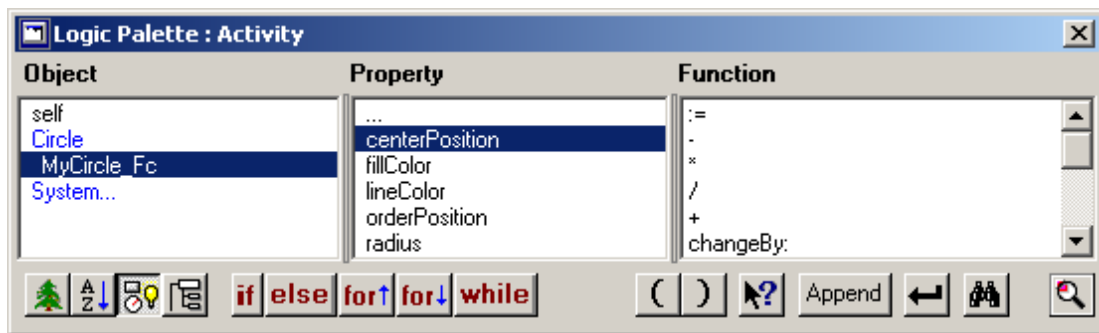 Logic Palette : Activity
Object Property Function
self
Circle
MyCircle_Fc
System...
...
centerPosition
fillColor
lineColor
orderPosition
radius
:=
-
*
/
+
changeBy:
A Z if else for↑ for↓ while ( ) ? Append